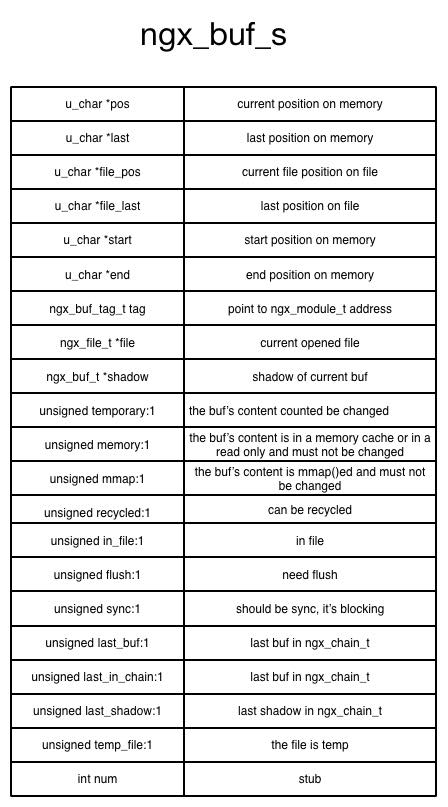 ngx_buf_s
u_char *pos
current position on memory
u_char *last
last position on memory
u_char *file_pos
current file position on file
u_char *file_last
last position on file
u_char *start
start position on memory
u_char *end
end position on memory
ngx_buf_tag_t tag
point to ngx_module_t address
ngx_file_t *file
current opened file
ngx_buf_t *shadow
shadow of current buf
unsigned temporary:1
the buf’s content counted be changed
unsigned memory:1
the buf’s content is in a memory cache or in a
read only and must not be changed
unsigned mmap:1
the buf’s content is mmap()ed and must not
be changed
unsigned recycled:1
can be recycled
unsigned in_file:1
in file
unsigned flush:1
need flush
unsigned sync:1
should be sync, it’s blocking
unsigned last_buf:1
last buf in ngx_chain_t
unsigned last_in_chain:1
last buf in ngx_chain_t
unsigned last_shadow:1
last shadow in ngx_chain_t
unsigned temp_file:1
the file is temp
int num
stub